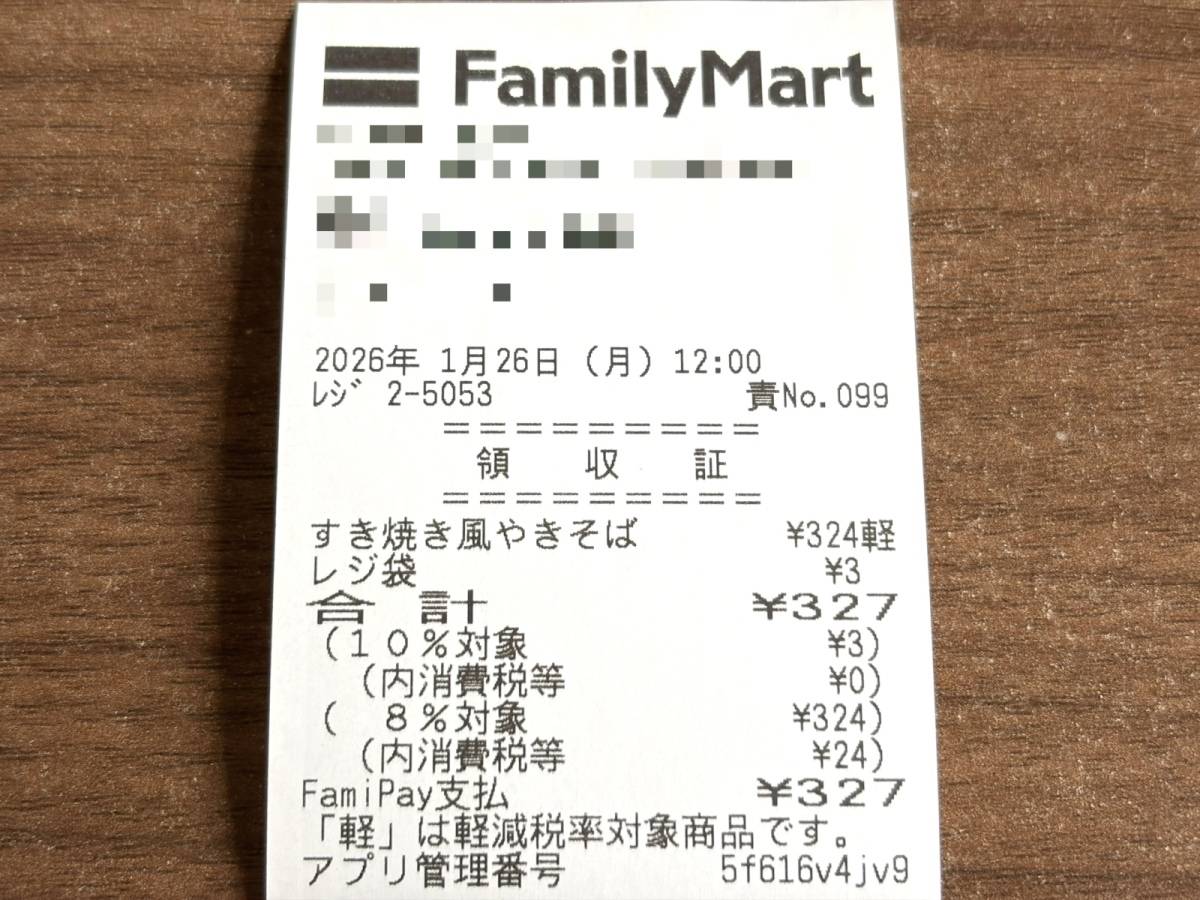 FamilyMart
2026年 1月26日 (月) 12:00
ﾚｼﾞ 2-5053 責No.099
=========
領 収 証
=========
すき焼き風やきそば ¥324軽
レジ袋 ¥3
合 計 ¥327
(10%対象 ¥3)
(内消費税等 ¥0)
( 8%対象 ¥324)
(内消費税等 ¥24)
FamiPay支払 ¥327
「軽」は軽減税率対象商品です。
アプリ管理番号 5f616v4jv9